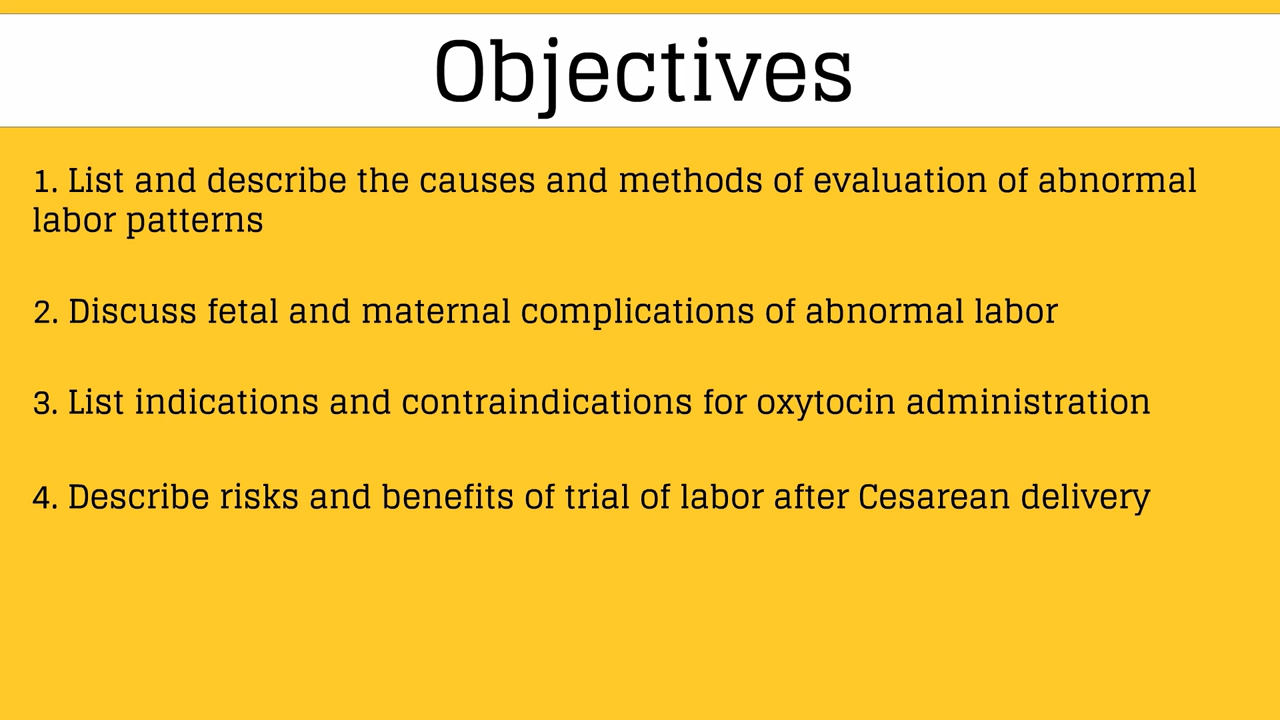 Objectives
1. List and describe the causes and methods of evaluation of abnormal
labor patterns
2. Discuss fetal and maternal complications of abnormal labor
3. List indications and contraindications for oxytocin administration
4. Describe risks and benefits of trial of labor after Cesarean delivery